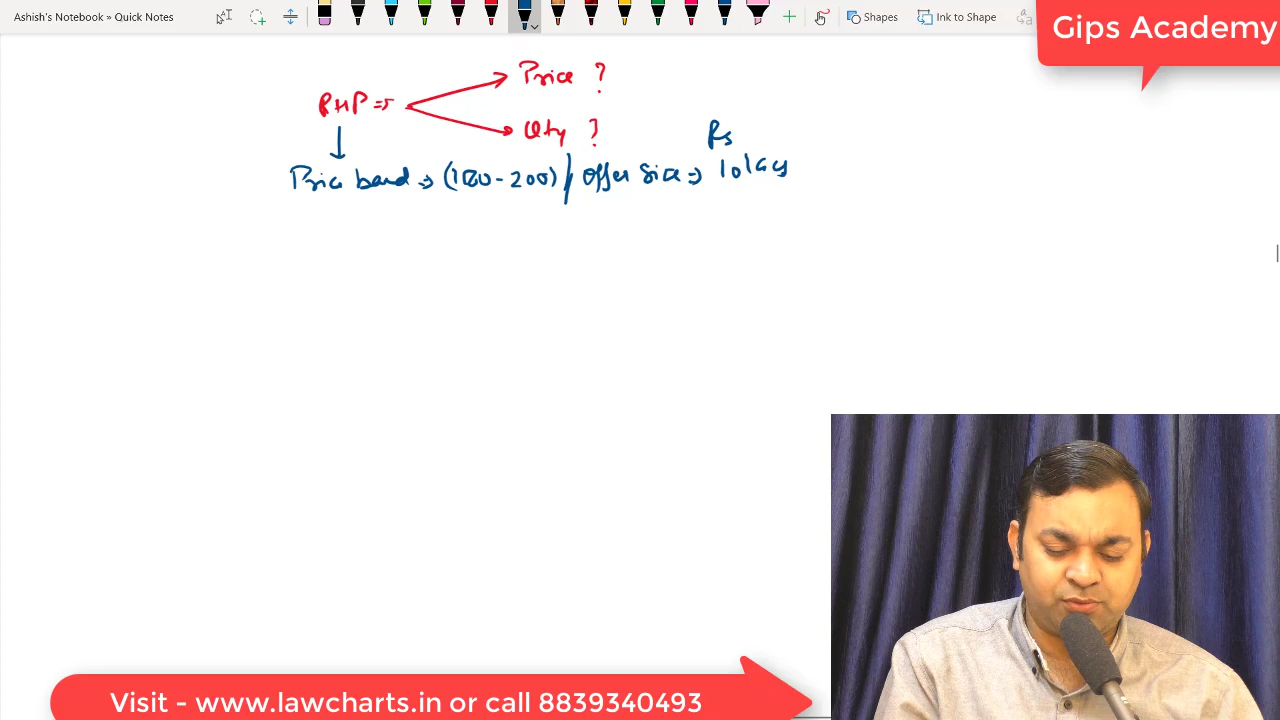 Ashish's Notebook » Quick Notes
Shapes
Ink to Shape
Gips Academy
Price ?
RHP ⇒
Qty ?
Rs
Price band ⇒ (180-200) / Offer Size ⇒ 10 lacs
Visit - www.lawcharts.in or call 8839340493